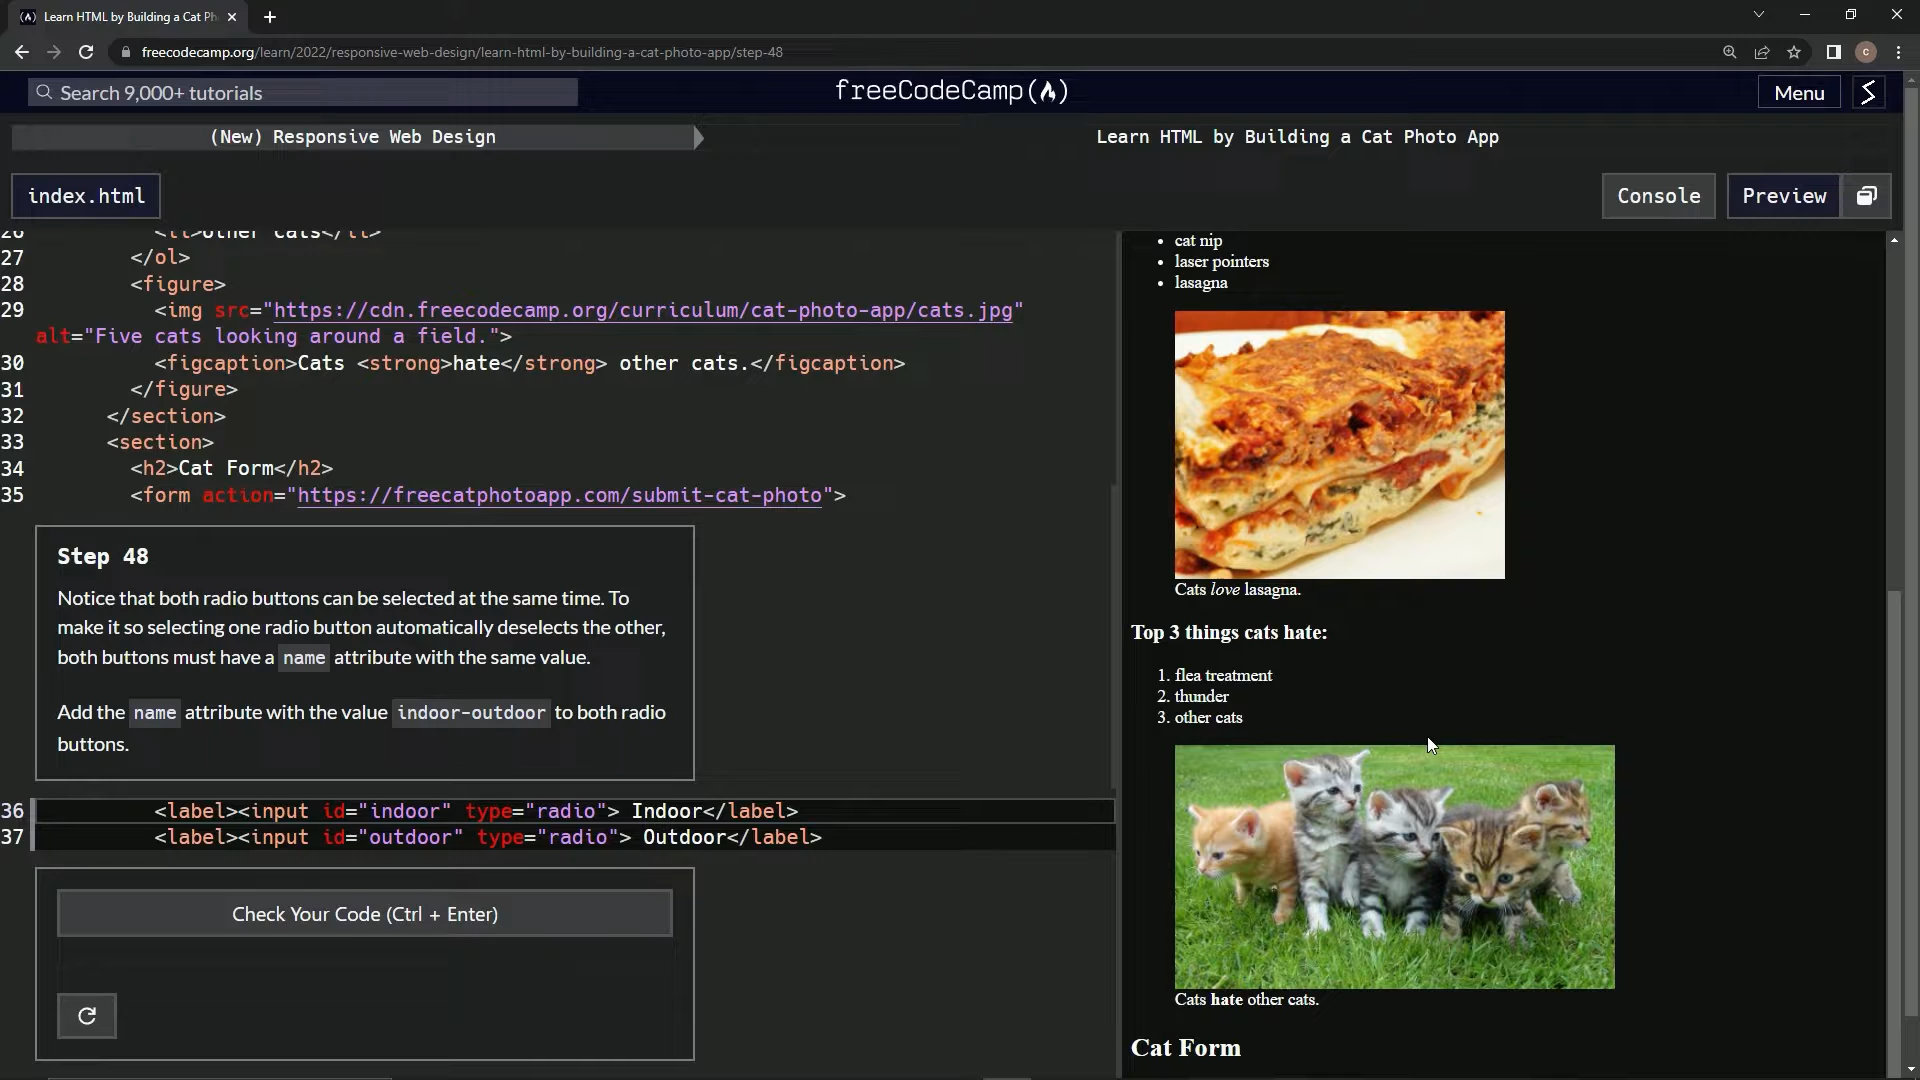 Learn HTML by Building a Cat Ph
freecodecamp.org/learn/2022/responsive-web-design/learn-html-by-building-a-cat-photo-app/step-48
C
Search 9,000+ tutorials
freeCodeCamp
Menu
(New) Responsive Web Design
Learn HTML by Building a Cat Photo App
index.html
Console
Preview
26 <li>other cats</li>
27 </ol>
28 <figure>
29 <img src="https://cdn.freecodecamp.org/curriculum/cat-photo-app/cats.jpg"
alt="Five cats looking around a field.">
30 <figcaption>Cats <strong>hate</strong> other cats.</figcaption>
31 </figure>
32 </section>
33 <section>
34 <h2>Cat Form</h2>
35 <form action="https://freecatphotoapp.com/submit-cat-photo">
Step 48
Notice that both radio buttons can be selected at the same time. To
make it so selecting one radio button automatically deselects the other,
both buttons must have a name attribute with the same value.
Add the name attribute with the value indoor-outdoor to both radio
buttons.
36 <label><input id="indoor" type="radio"> Indoor</label>
37 <label><input id="outdoor" type="radio"> Outdoor</label>
Check Your Code (Ctrl + Enter)
• cat nip
• laser pointers
• lasagna
Cats love lasagna.
Top 3 things cats hate:
1. flea treatment
2. thunder
3. other cats
Cats hate other cats.
Cat Form